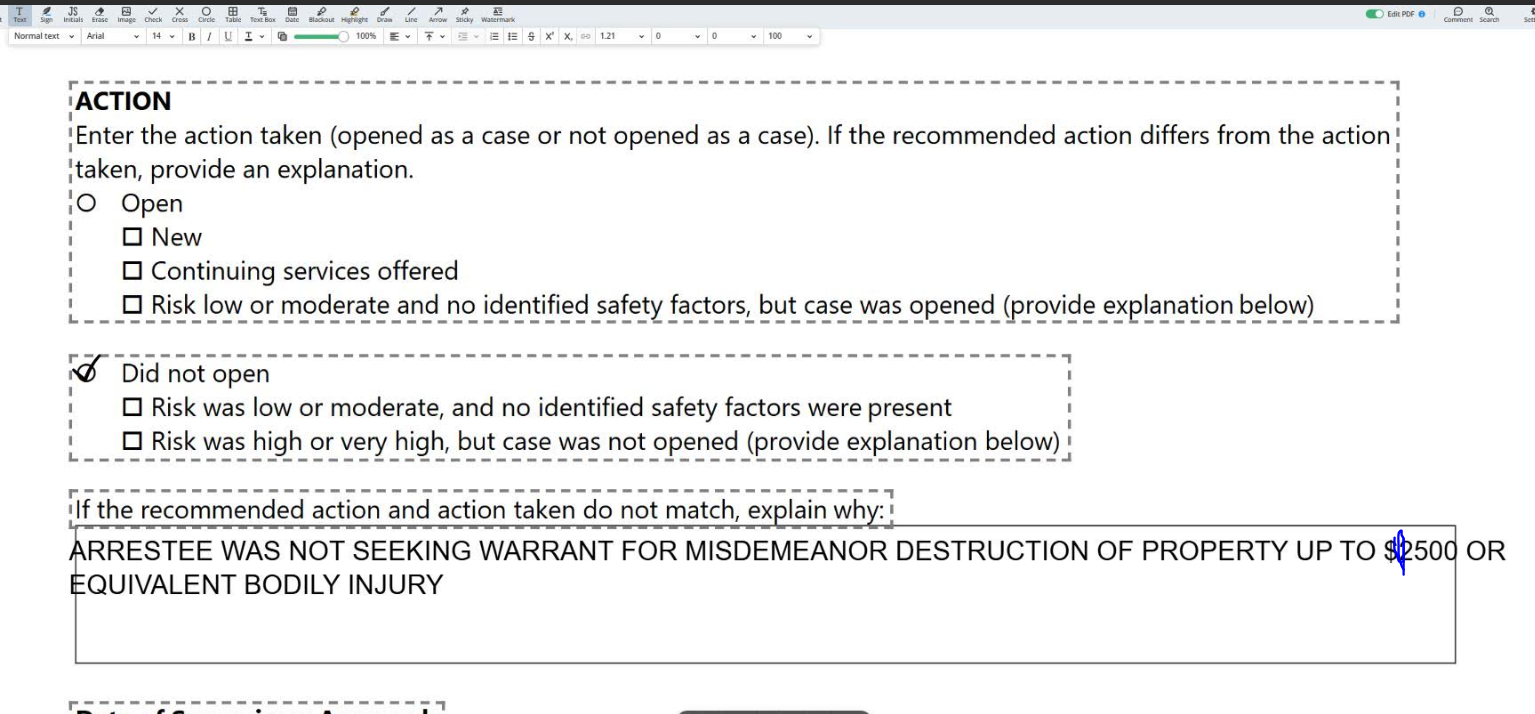 Text Sign Initials Erase Image Check Cross Circle Table Text Box Date Blackout Highlight Draw Line Arrow Sticky Watermark Edit PDF Comment Search
Normal text Arial 14 B I U T 100% S X 1.21 0 0 100
ACTION
Enter the action taken (opened as a case or not opened as a case). If the recommended action differs from the action
taken, provide an explanation.
Open
New
Continuing services offered
Risk low or moderate and no identified safety factors, but case was opened (provide explanation below)
Did not open
Risk was low or moderate, and no identified safety factors were present
Risk was high or very high, but case was not opened (provide explanation below)
If the recommended action and action taken do not match, explain why:
ARRESTEE WAS NOT SEEKING WARRANT FOR MISDEMEANOR DESTRUCTION OF PROPERTY UP TO $2500 OR
EQUIVALENT BODILY INJURY